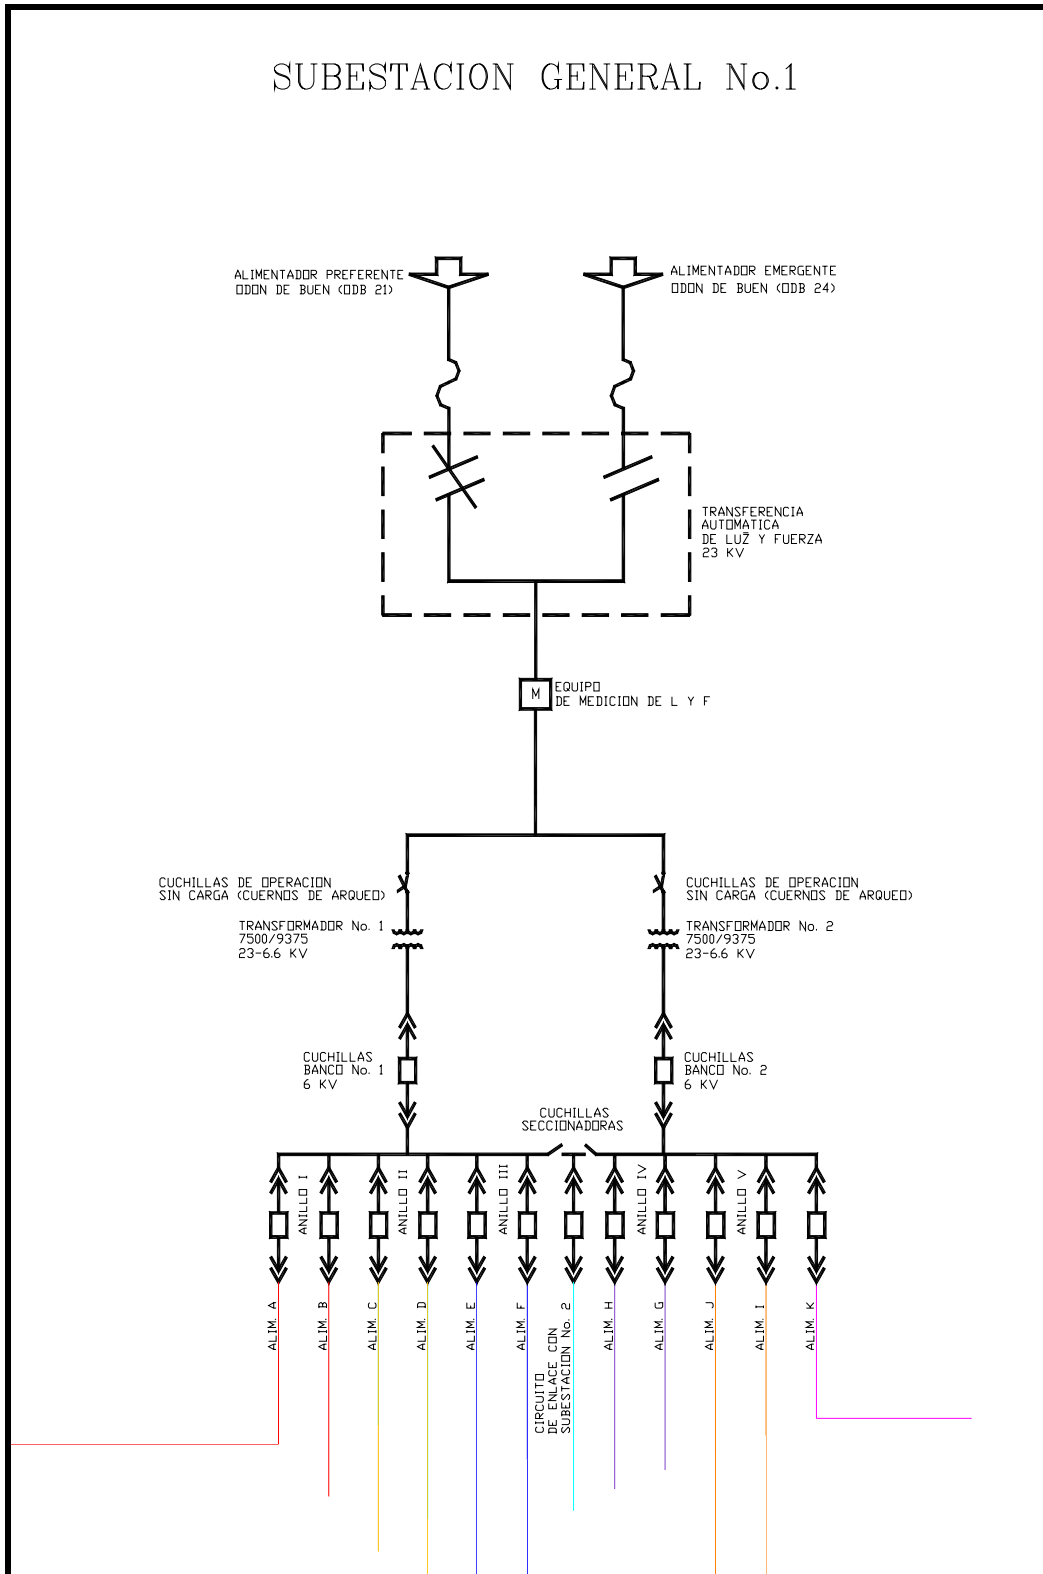 SUBESTACION GENERAL No.1
ALIMENTADOR PREFERENTE
ODON DE BUEN (ODB 21)
ALIMENTADOR EMERGENTE
ODON DE BUEN (ODB 24)
TRANSFERENCIA
AUTOMATICA
DE LUZ Y FUERZA
23 KV
M
EQUIPO
DE MEDICION DE L Y F
CUCHILLAS DE OPERACION
SIN CARGA (CUERNOS DE ARQUEO)
CUCHILLAS DE OPERACION
SIN CARGA (CUERNOS DE ARQUEO)
TRANSFORMADOR No. 1
7500/9375
23-6.6 KV
TRANSFORMADOR No. 2
7500/9375
23-6.6 KV
CUCHILLAS
BANCO No. 1
6 KV
CUCHILLAS
BANCO No. 2
6 KV
CUCHILLAS
SECCIONADORAS
ANILLO I
ANILLO II
ANILLO III
ANILLO IV
ANILLO V
ALIM. A
ALIM. B
ALIM. C
ALIM. D
ALIM. E
ALIM. F
CIRCUITO
DE ENLACE CON
SUBESTACION No. 2
ALIM. H
ALIM. G
ALIM. J
ALIM. I
ALIM. K